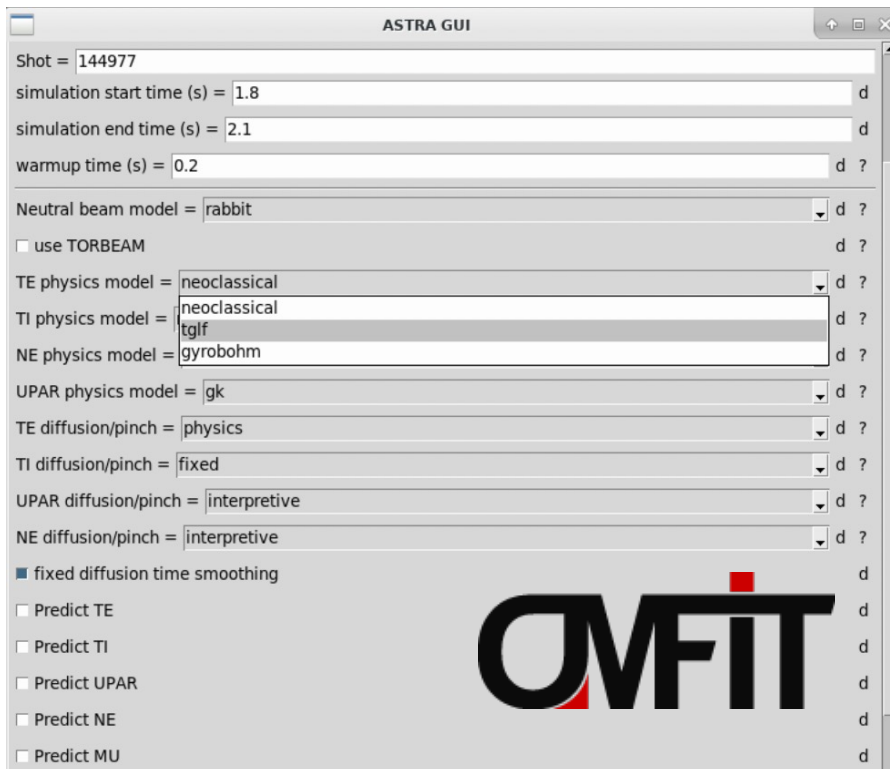 ASTRA GUI
Shot = 144977
simulation start time (s) = 1.8 d
simulation end time (s) = 2.1 d
warmup time (s) = 0.2 d ?
Neutral beam model = rabbit d ?
use TORBEAM d ?
TE physics model = neoclassical d ?
neoclassical
TI physics model = d ?
tglf
NE physics model = gyrobohm d ?
UPAR physics model = gk d ?
TE diffusion/pinch = physics d ?
TI diffusion/pinch = fixed d ?
UPAR diffusion/pinch = interpretive d ?
NE diffusion/pinch = interpretive d ?
fixed diffusion time smoothing d
Predict TE d
Predict TI d
Predict UPAR d
Predict NE d
Predict MU d
OMFIT